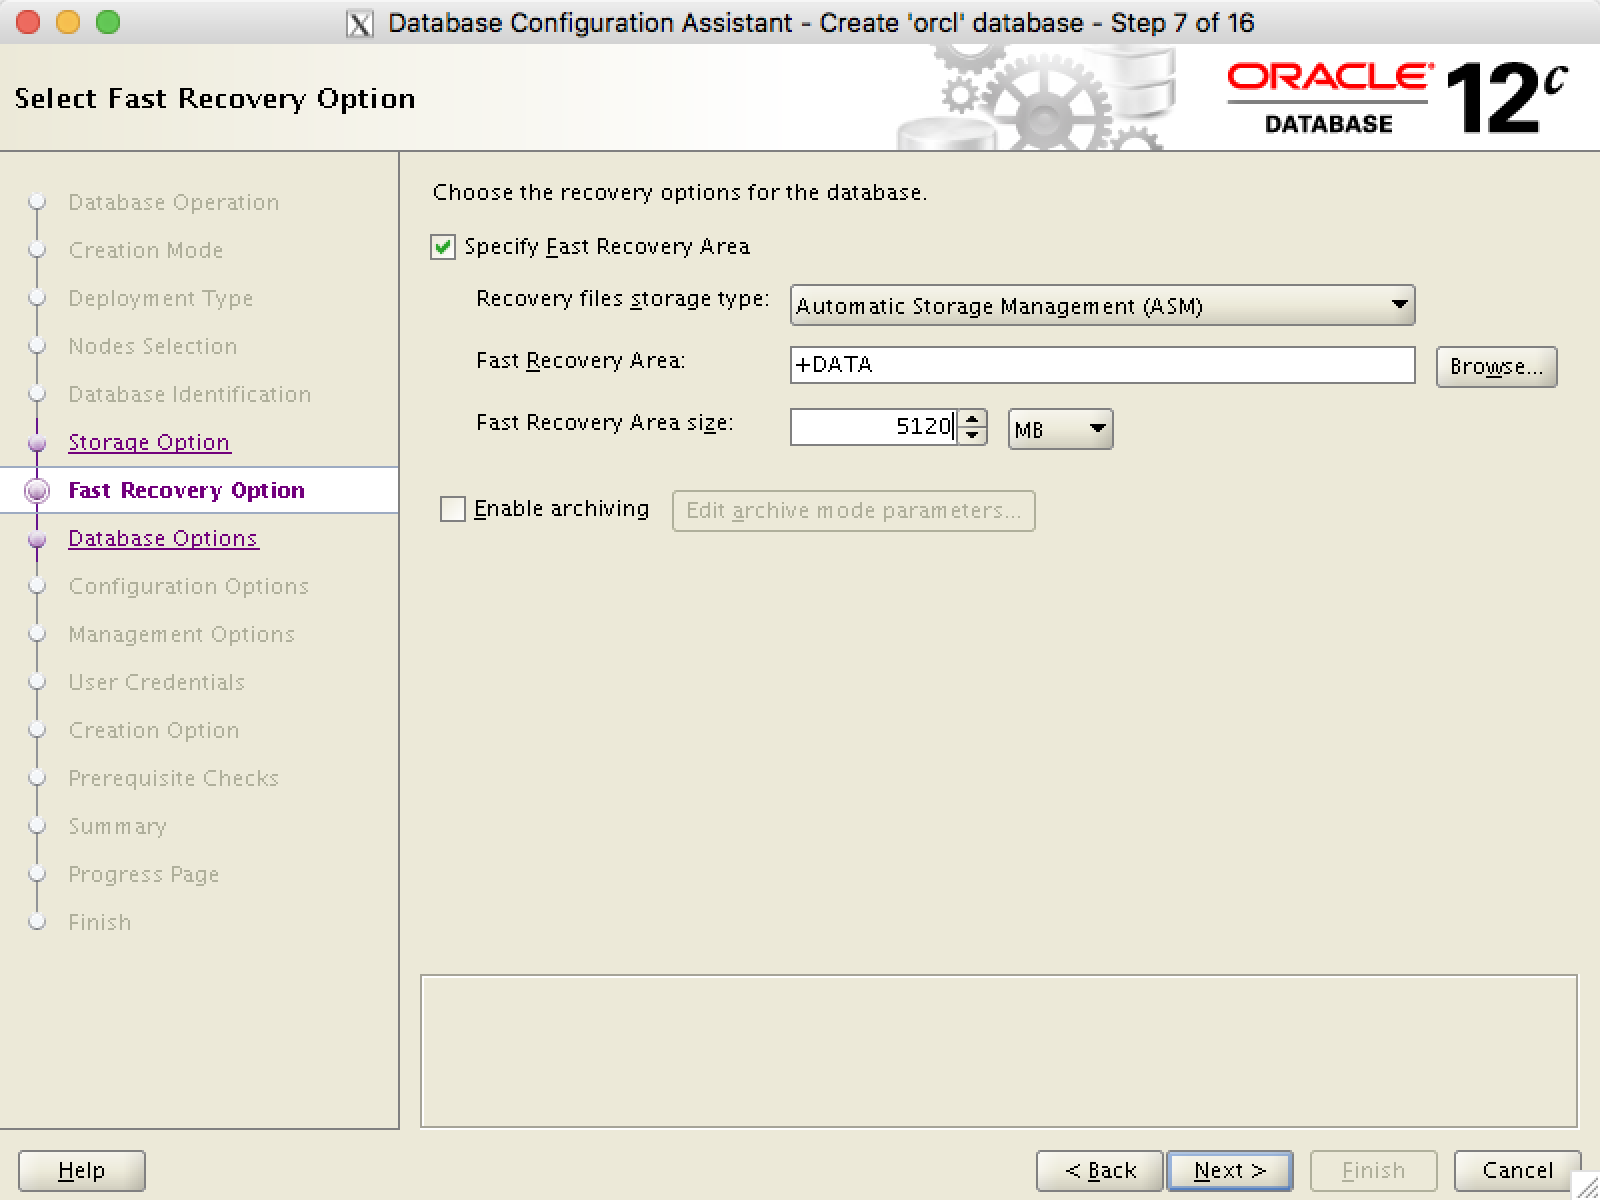 Database Configuration Assistant - Create 'orcl' database - Step 7 of 16
Select Fast Recovery Option
ORACLE
DATABASE
12c
Database Operation
Creation Mode
Deployment Type
Nodes Selection
Database Identification
Storage Option
Fast Recovery Option
Database Options
Configuration Options
Management Options
User Credentials
Creation Option
Prerequisite Checks
Summary
Progress Page
Finish
Choose the recovery options for the database.
Specify Fast Recovery Area
Recovery files storage type: Automatic Storage Management (ASM)
Fast Recovery Area: +DATA Browse...
Fast Recovery Area size: 5120 MB
Enable archiving Edit archive mode parameters...
Help < Back Next > Finish Cancel